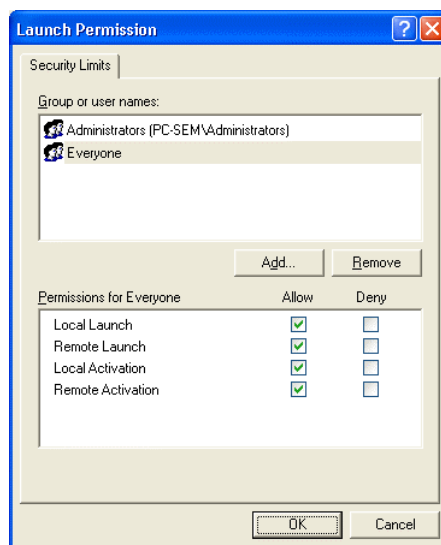 Launch Permission
Security Limits
Group or user names:
Administrators (PC-SEM\Administrators)
Everyone
Add... Remove
Permissions for Everyone Allow Deny
Local Launch
Remote Launch
Local Activation
Remote Activation
OK Cancel